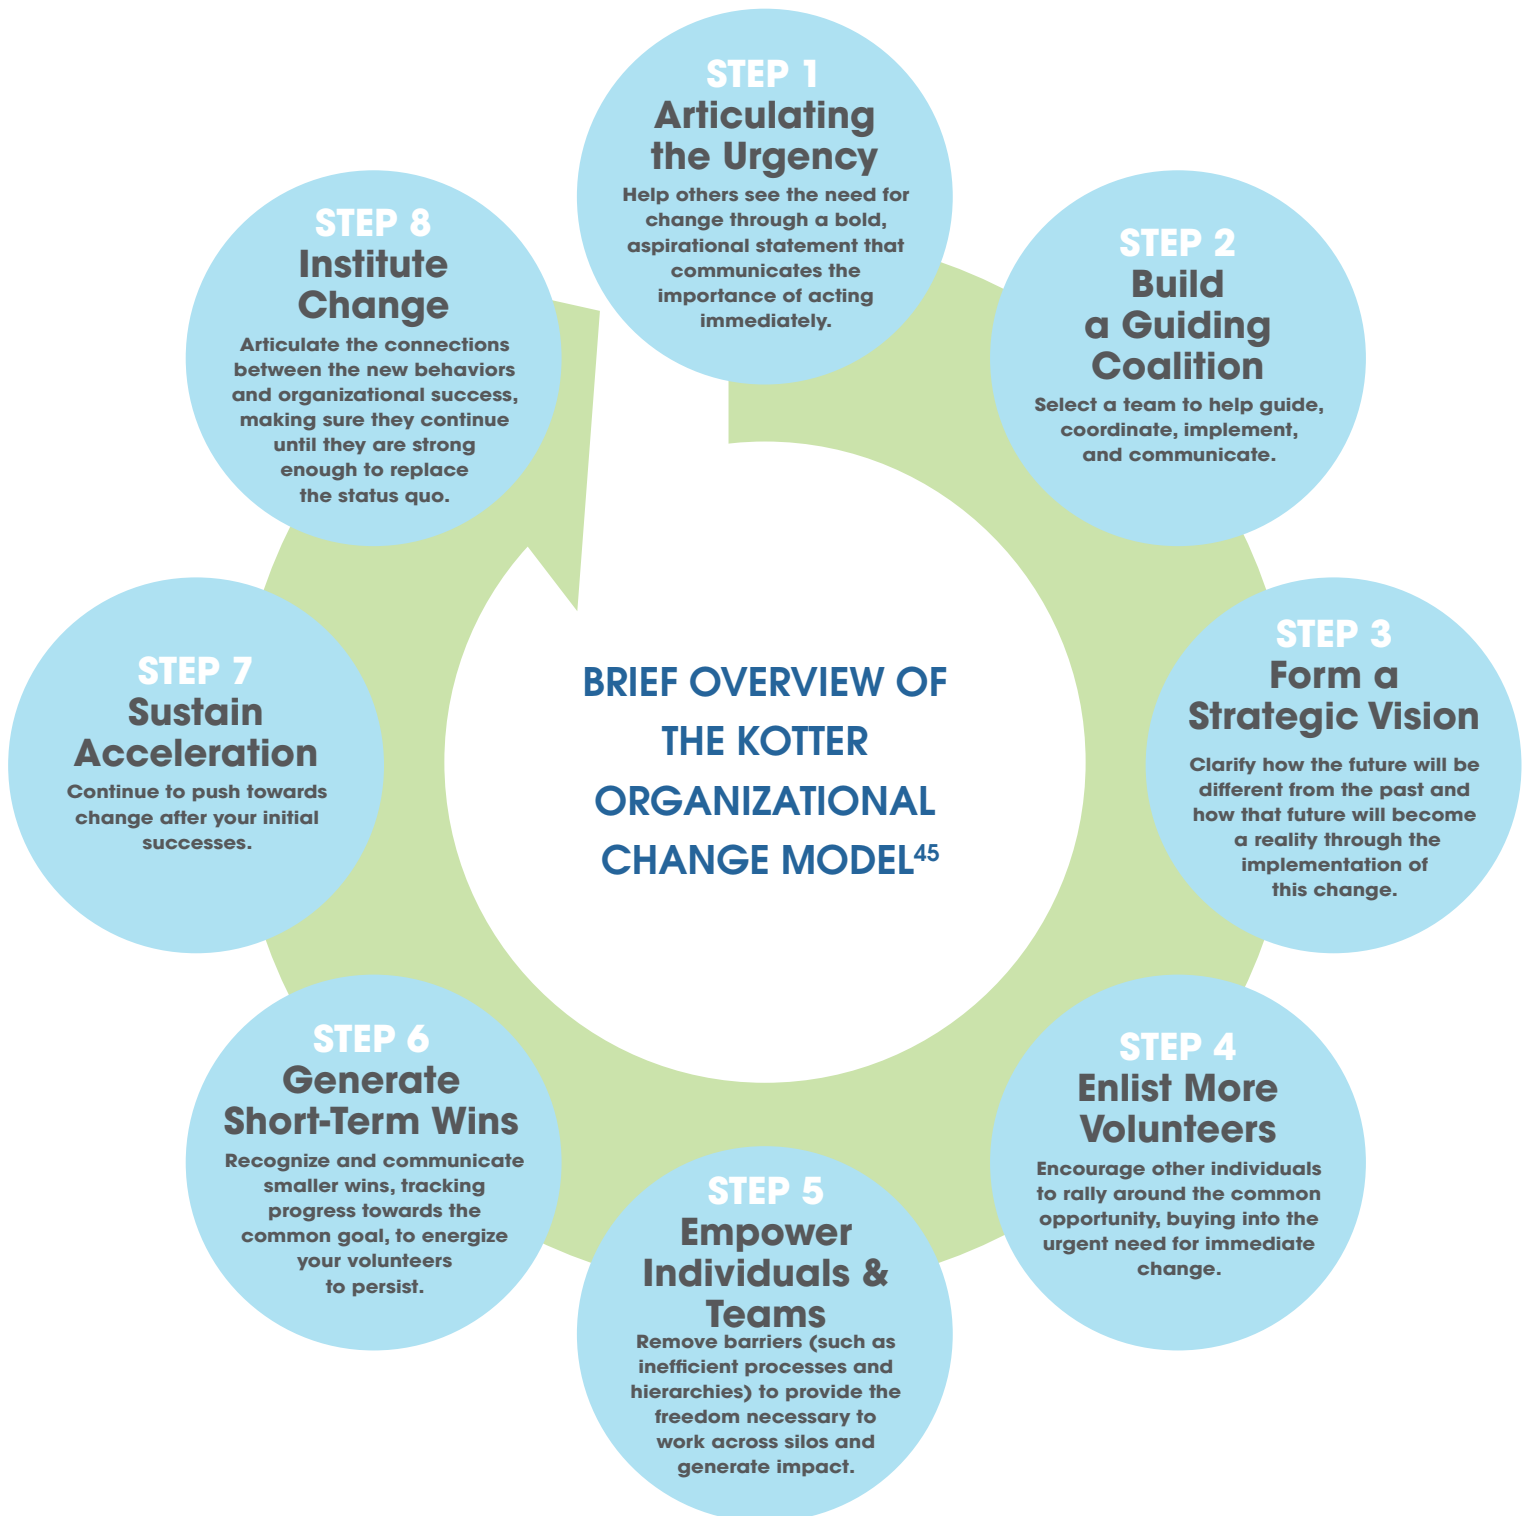 STEP 1
Articulating
the Urgency
Help others see the need for
change through a bold,
aspirational statement that
communicates the
importance of acting
immediately.
STEP 2
Build
a Guiding
Coalition
Select a team to help guide,
coordinate, implement,
and communicate.
STEP 3
Form a
Strategic Vision
Clarify how the future will be
different from the past and
how that future will become
a reality through the
implementation of
this change.
STEP 4
Enlist More
Volunteers
Encourage other individuals
to rally around the common
opportunity, buying into the
urgent need for immediate
change.
STEP 5
Empower
Individuals &
Teams
Remove barriers (such as
inefficient processes and
hierarchies) to provide the
freedom necessary to
work across silos and
generate impact.
STEP 6
Generate
Short-Term Wins
Recognize and communicate
smaller wins, tracking
progress towards the
common goal, to energize
your volunteers
to persist.
STEP 7
Sustain
Acceleration
Continue to push towards
change after your initial
successes.
STEP 8
Institute
Change
Articulate the connections
between the new behaviors
and organizational success,
making sure they continue
until they are strong
enough to replace
the status quo.
BRIEF OVERVIEW OF
THE KOTTER
ORGANIZATIONAL
CHANGE MODEL45